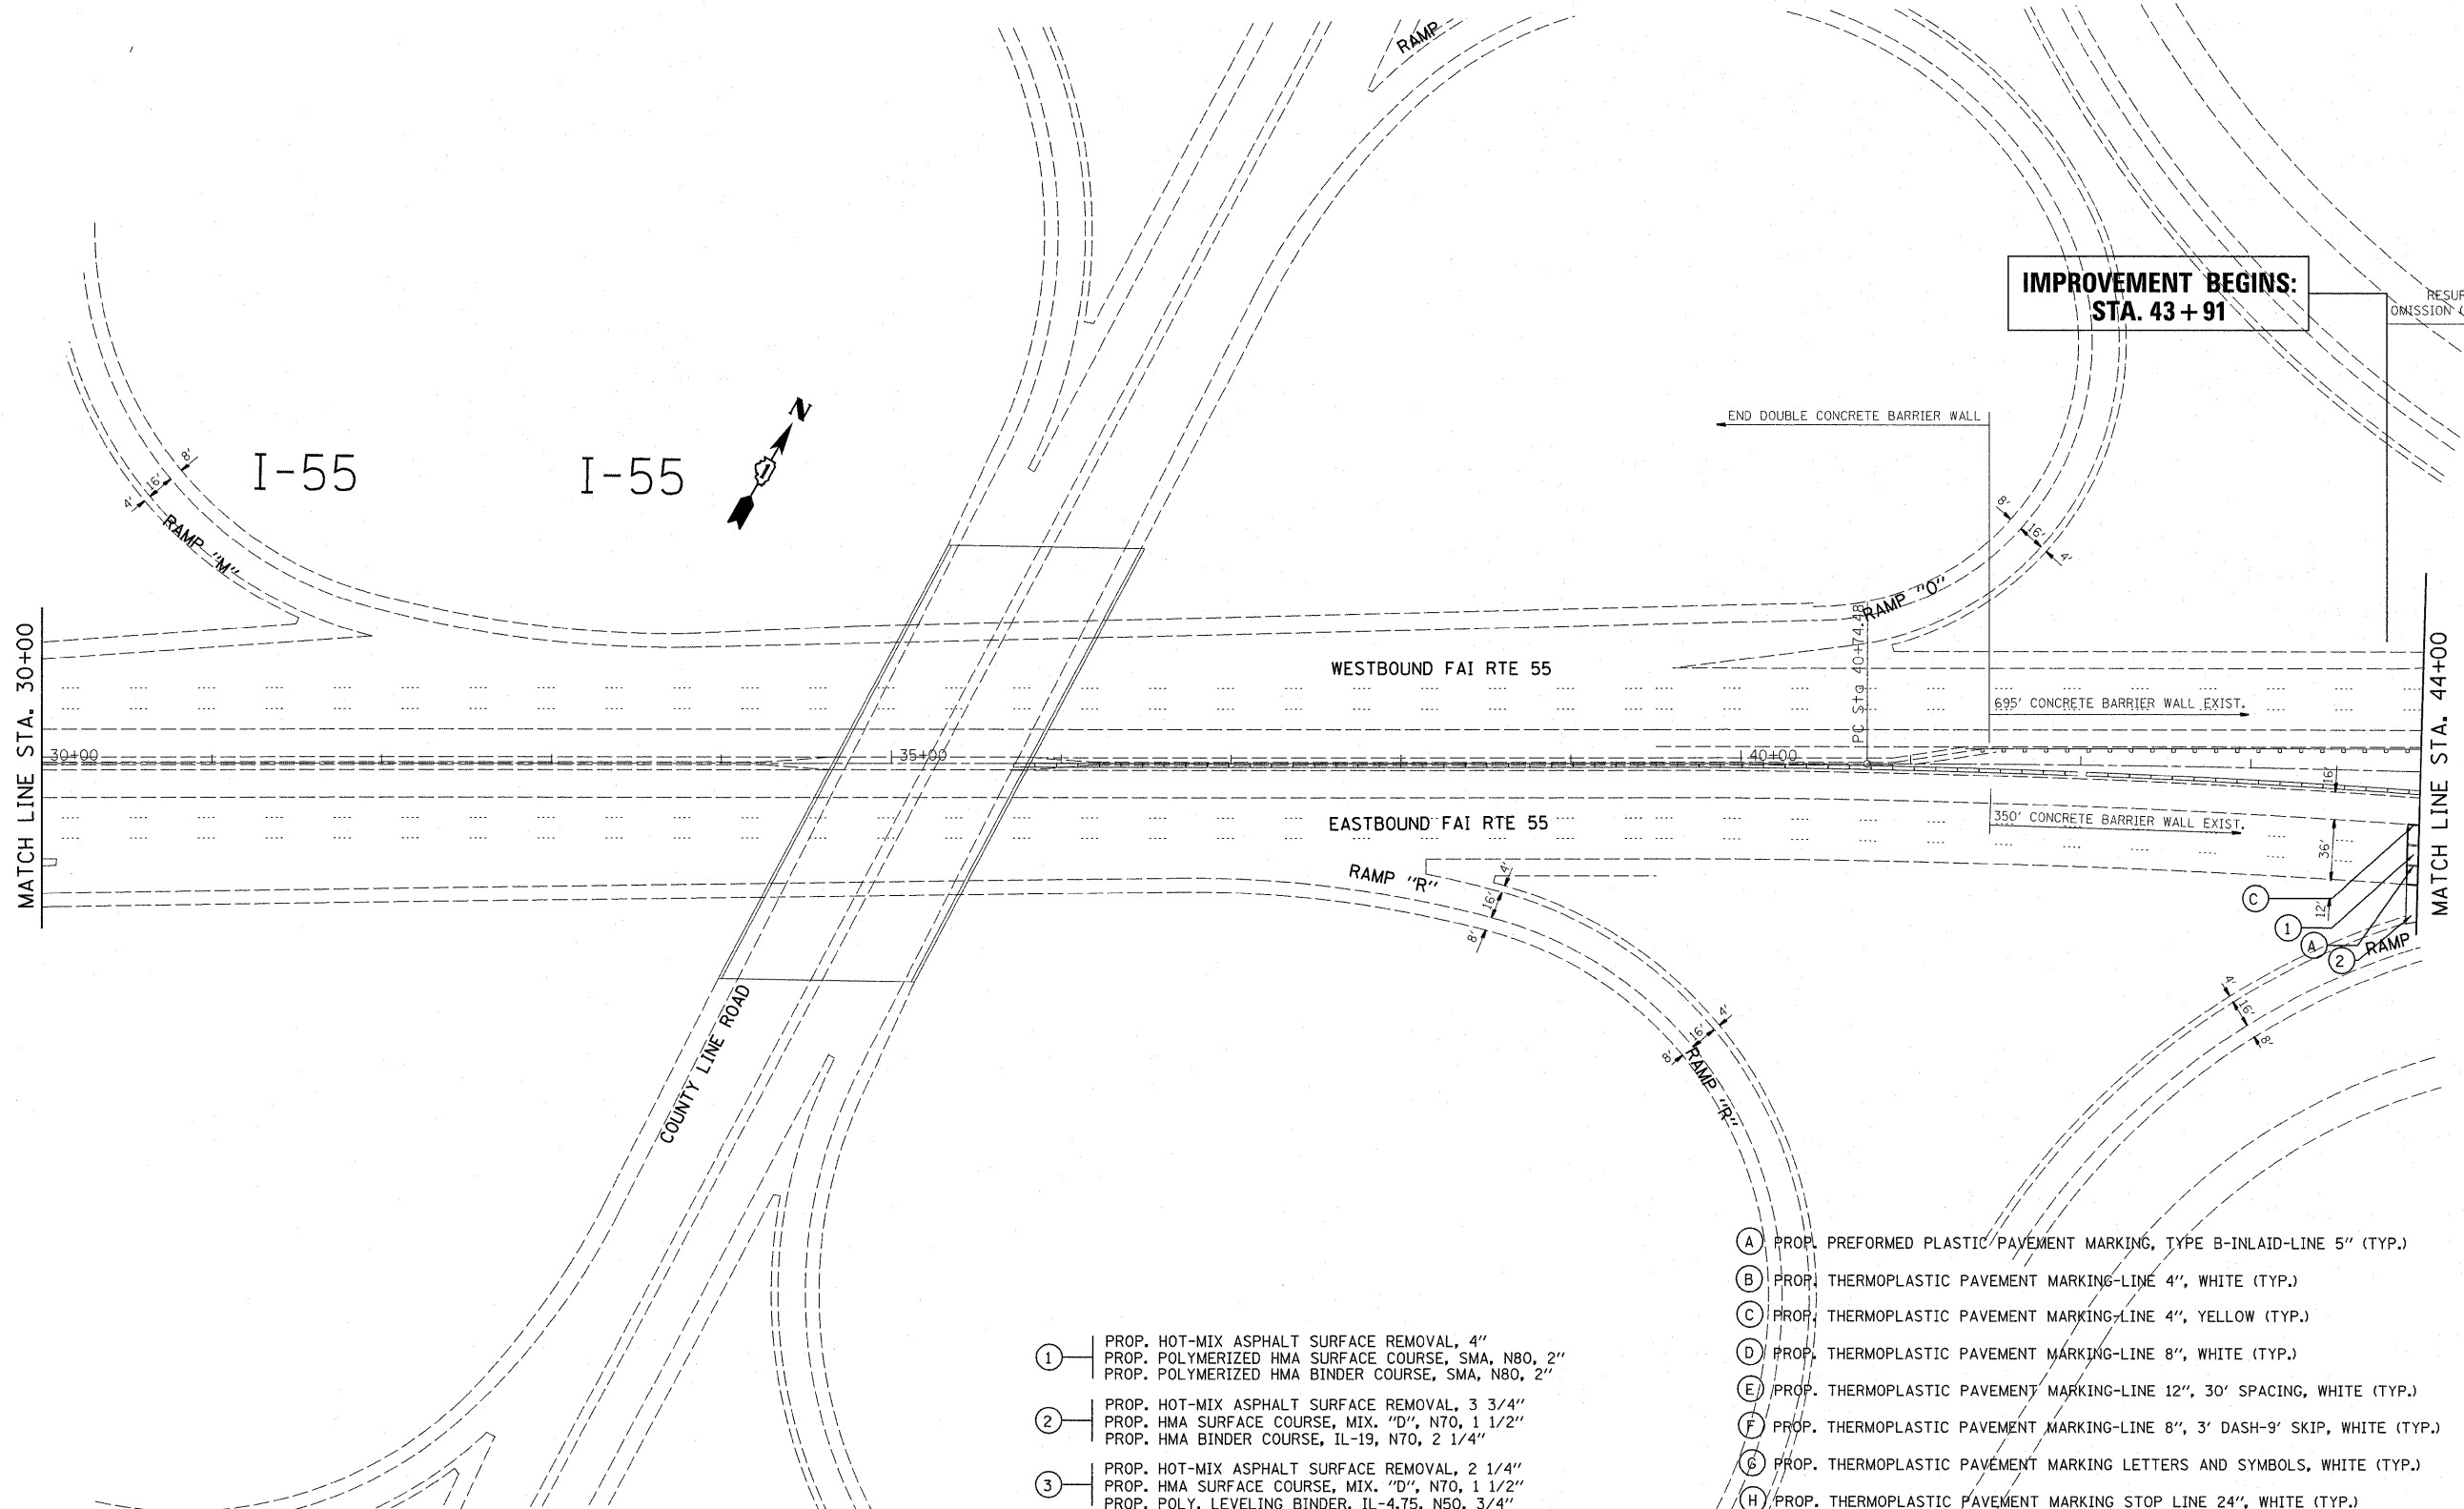 RAMP
IMPROVEMENT BEGINS:
STA. 43+91
RESUR
OMISSION (
END DOUBLE CONCRETE BARRIER WALL
N
I-55
I-55
8'
16'
4'
RAMP "M"
8'
16'
4'
RAMP "O"
PC Sta 40+74.48
MATCH LINE STA. 30+00
MATCH LINE STA. 44+00
WESTBOUND FAI RTE 55
695' CONCRETE BARRIER WALL EXIST.
30+00
35+00
40+00
16'
EASTBOUND FAI RTE 55
350' CONCRETE BARRIER WALL EXIST.
36'
RAMP "R"
4'
16'
8'
C
12'
1
A
2
RAMP
4'
16'
8'
COUNTY LINE ROAD
4'
16'
8'
RAMP "R"
A PROP. PREFORMED PLASTIC PAVEMENT MARKING, TYPE B-INLAID-LINE 5" (TYP.)
B PROP. THERMOPLASTIC PAVEMENT MARKING-LINE 4", WHITE (TYP.)
C PROP. THERMOPLASTIC PAVEMENT MARKING-LINE 4", YELLOW (TYP.)
D PROP. THERMOPLASTIC PAVEMENT MARKING-LINE 8", WHITE (TYP.)
E PROP. THERMOPLASTIC PAVEMENT MARKING-LINE 12", 30' SPACING, WHITE (TYP.)
F PROP. THERMOPLASTIC PAVEMENT MARKING-LINE 8", 3' DASH-9' SKIP, WHITE (TYP.)
G PROP. THERMOPLASTIC PAVEMENT MARKING LETTERS AND SYMBOLS, WHITE (TYP.)
H PROP. THERMOPLASTIC PAVEMENT MARKING STOP LINE 24", WHITE (TYP.)
1 PROP. HOT-MIX ASPHALT SURFACE REMOVAL, 4"
PROP. POLYMERIZED HMA SURFACE COURSE, SMA, N80, 2"
PROP. POLYMERIZED HMA BINDER COURSE, SMA, N80, 2"
2 PROP. HOT-MIX ASPHALT SURFACE REMOVAL, 3 3/4"
PROP. HMA SURFACE COURSE, MIX. "D", N70, 1 1/2"
PROP. HMA BINDER COURSE, IL-19, N70, 2 1/4"
3 PROP. HOT-MIX ASPHALT SURFACE REMOVAL, 2 1/4"
PROP. HMA SURFACE COURSE, MIX. "D", N70, 1 1/2"
PROP. POLY. LEVELING BINDER, IL-4.75, N50, 3/4"